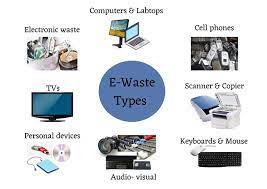 Computers & Labtops
Electronic waste
Cell phones
E-Waste
Types
TVs
Scanner & Copier
Personal devices
Keyboards & Mouse
Audio- visual